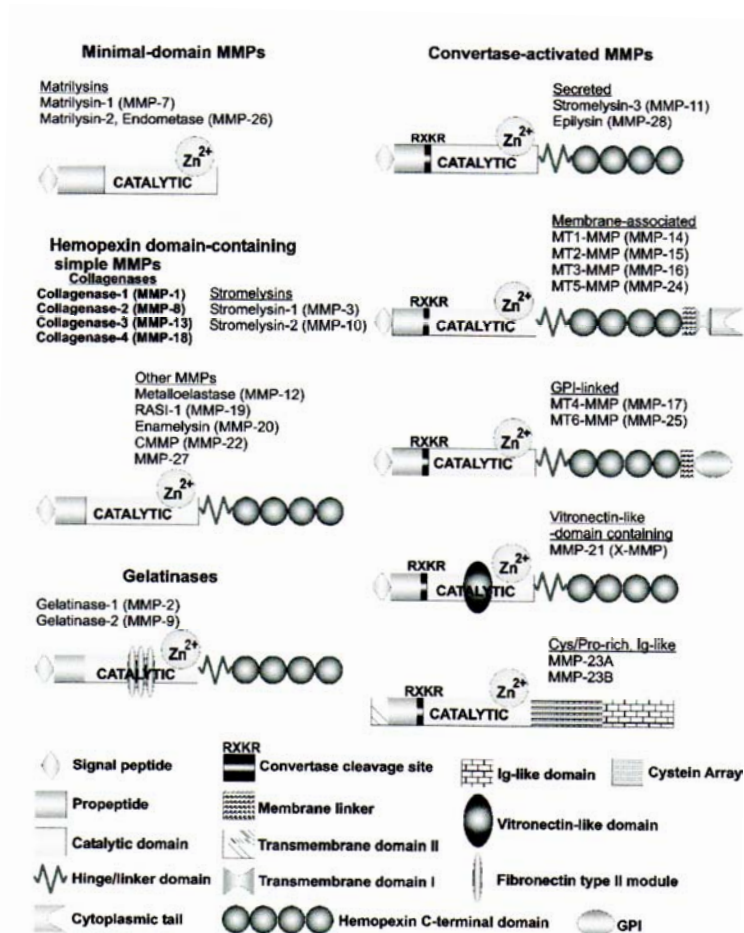 Minimal-domain MMPs
Matrilysins
Matrilysin-1 (MMP-7)
Matrilysin-2, Endometase (MMP-26)
Zn2+
CATALYTIC
Hemopexin domain-containing
simple MMPs
Collagenases
Collagenase-1 (MMP-1)
Collagenase-2 (MMP-8)
Collagenase-3 (MMP-13)
Collagenase-4 (MMP-18)
Stromelysins
Stromelysin-1 (MMP-3)
Stromelysin-2 (MMP-10)
Other MMPs
Metalloelastase (MMP-12)
RASI-1 (MMP-19)
Enamelysin (MMP-20)
CMMP (MMP-22)
MMP-27
Zn2+
CATALYTIC
Gelatinases
Gelatinase-1 (MMP-2)
Gelatinase-2 (MMP-9)
Zn2+
CATALYTIC
Convertase-activated MMPs
Secreted
Stromelysin-3 (MMP-11)
Epilysin (MMP-28)
RXKR
Zn2+
CATALYTIC
Membrane-associated
MT1-MMP (MMP-14)
MT2-MMP (MMP-15)
MT3-MMP (MMP-16)
MT5-MMP (MMP-24)
RXKR
Zn2+
CATALYTIC
GPI-linked
MT4-MMP (MMP-17)
MT6-MMP (MMP-25)
RXKR
Zn2+
CATALYTIC
Vitronectin-like
-domain containing
MMP-21 (X-MMP)
RXKR
Zn2+
CATALYTIC
Cys/Pro-rich, Ig-like
MMP-23A
MMP-23B
RXKR
Zn2+
CATALYTIC
Signal peptide
RXKR
Convertase cleavage site
Ig-like domain
Cystein Array
Propeptide
Membrane linker
Vitronectin-like domain
Catalytic domain
Transmembrane domain II
Hinge/linker domain
Transmembrane domain I
Fibronectin type II module
Cytoplasmic tail
Hemopexin C-terminal domain
GPI